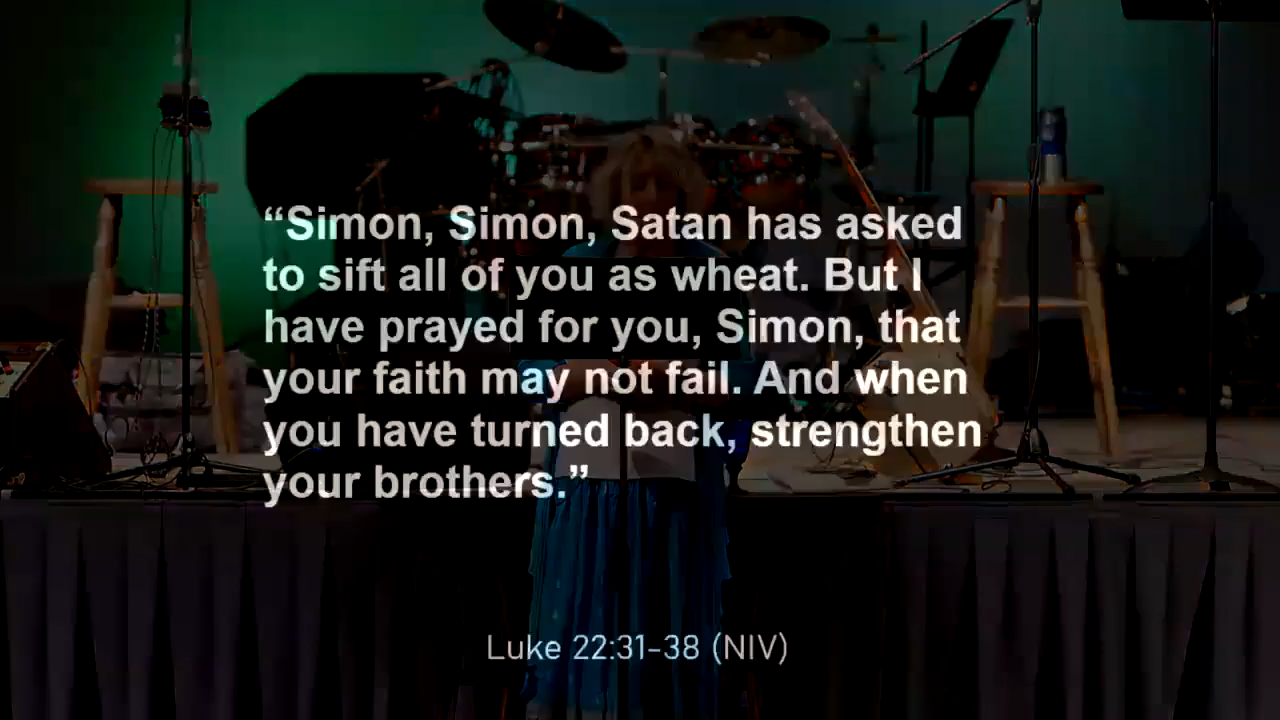 “Simon, Simon, Satan has asked
to sift all of you as wheat. But I
have prayed for you, Simon, that
your faith may not fail. And when
you have turned back, strengthen
your brothers.”
Luke 22:31-38 (NIV)